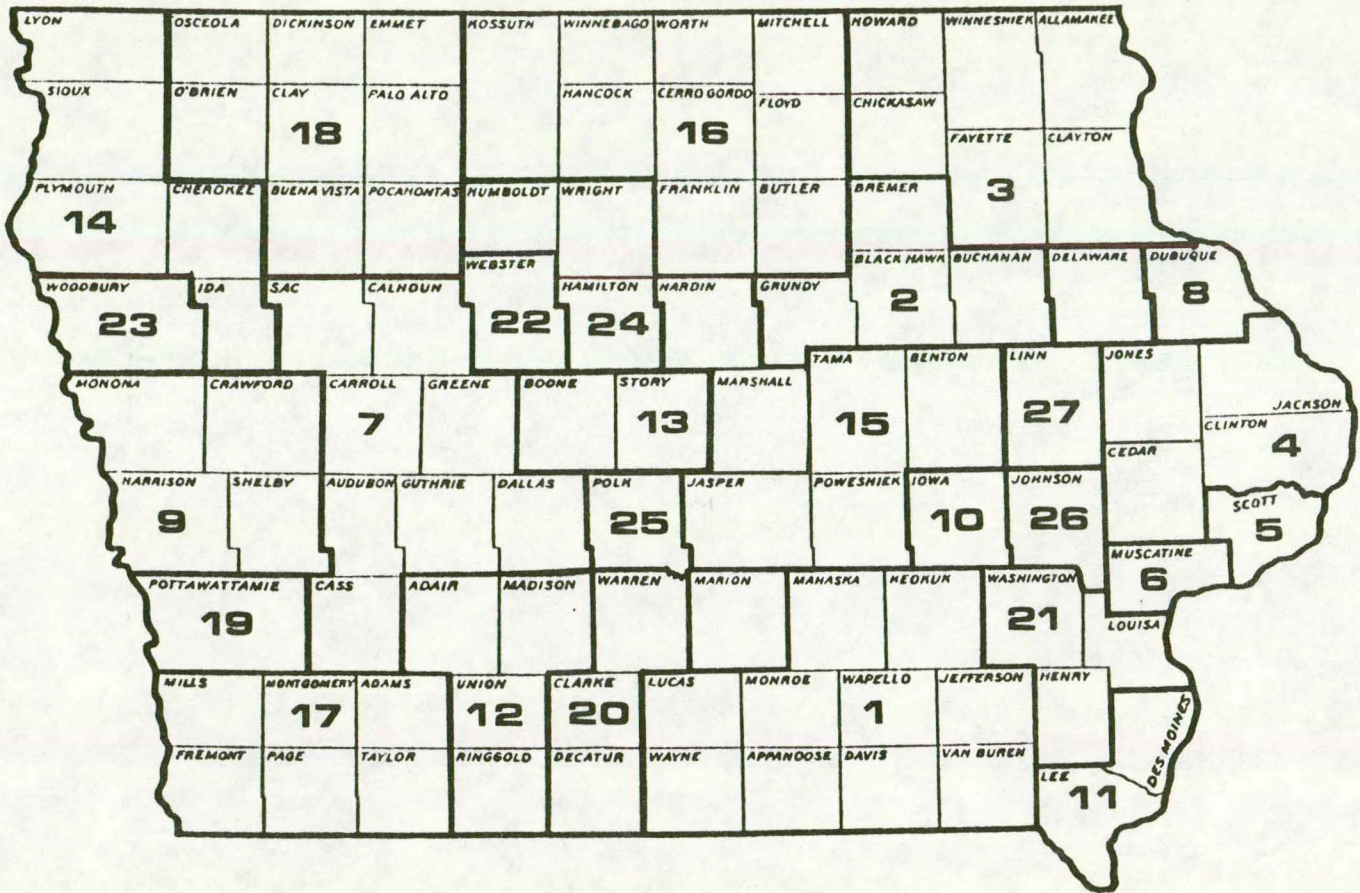 LYON OSCEOLA DICKINSON EMMET KOSSUTH WINNEBAGO WORTH MITCHELL HOWARD WINNESHIEK ALLAMAKEE
SIOUX O'BRIEN CLAY PALO ALTO HANCOCK CERRO GORDO FLOYD CHICKASAW
18 16
FAYETTE CLAYTON
PLYMOUTH CHEROKEE BUENA VISTA POCAHONTAS HUMBOLDT WRIGHT FRANKLIN BUTLER BREMER
14 3
WEBSTER BLACK HAWK BUCHANAN DELAWARE DUBUQUE
WOODBURY IDA SAC CALHOUN HAMILTON HARDIN GRUNDY
23 22 24 2 8
TAMA BENTON LINN JONES
MONONA CRAWFORD CARROLL GREENE BOONE STORY MARSHALL
7 13 15 27
JACKSON
CLINTON
4
CEDAR
HARRISON SHELBY AUDUBON GUTHRIE DALLAS POLK JASPER POWESHIEK IOWA JOHNSON
SCOTT
9 25 10 26 5
MUSCATINE
6
POTTAWATTAMIE CASS ADAIR MADISON WARREN MARION MAHASKA KEOKUK WASHINGTON
19 21
LOUISA
MILLS MONTGOMERY ADAMS UNION CLARKE LUCAS MONROE WAPELLO JEFFERSON HENRY
17 12 20 1
DES MOINES
FREMONT PAGE TAYLOR RINGGOLD DECATUR WAYNE APPANOOSE DAVIS VAN BUREN
LEE
11